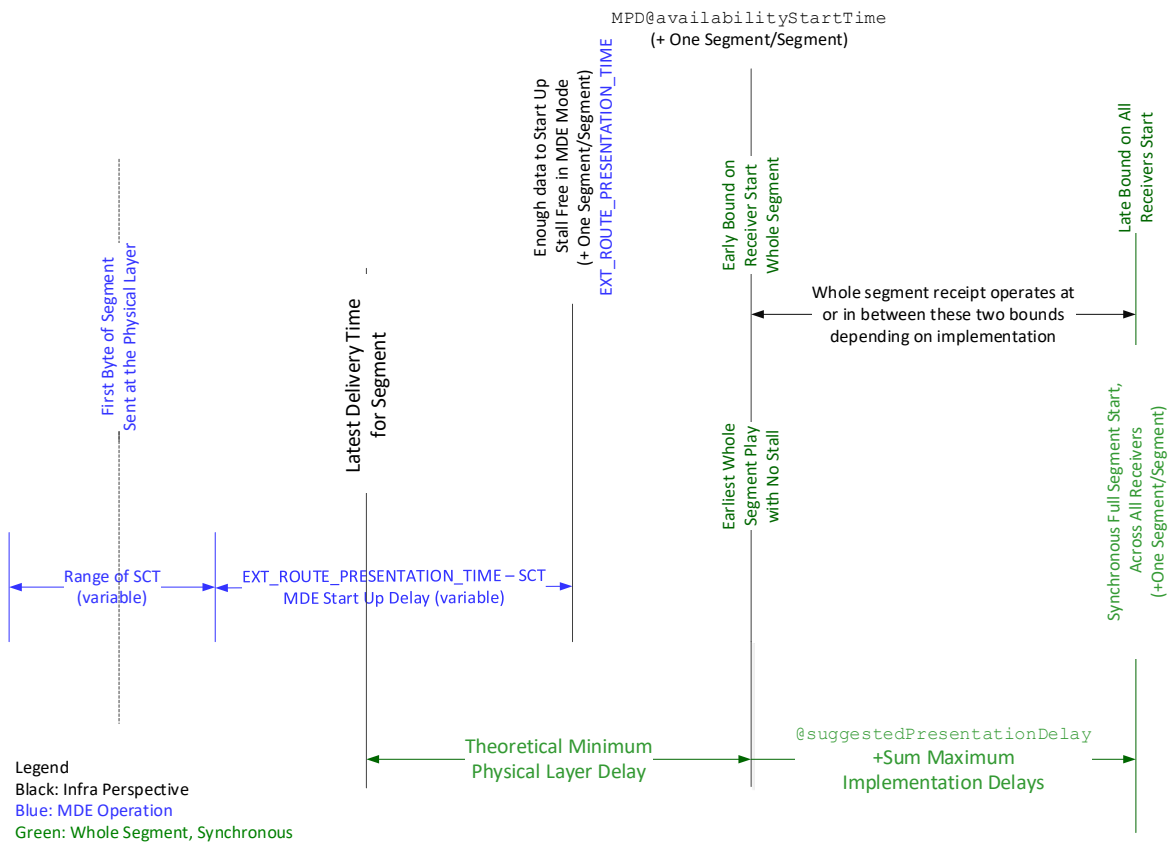 MPD@availabilityStartTime
(+ One Segment/Segment)
Enough data to Start Up
Stall Free in MDE Mode
(+ One Segment/Segment)
EXT_ROUTE_PRESENTATION_TIME
First Byte of Segment
Sent at the Physical Layer
Latest Delivery Time
for Segment
Early Bound on
Receiver Start
Whole Segment
Late Bound on All
Receivers Start
Whole segment receipt operates at
or in between these two bounds
depending on implementation
Earliest Whole
Segment Play
with No Stall
Synchronous Full Segment Start,
Across All Receivers
(+One Segment/Segment)
Range of SCT
(variable)
EXT_ROUTE_PRESENTATION_TIME – SCT
MDE Start Up Delay (variable)
Theoretical Minimum
Physical Layer Delay
@suggestedPresentationDelay
+Sum Maximum
Implementation Delays
Legend
Black: Infra Perspective
Blue: MDE Operation
Green: Whole Segment, Synchronous